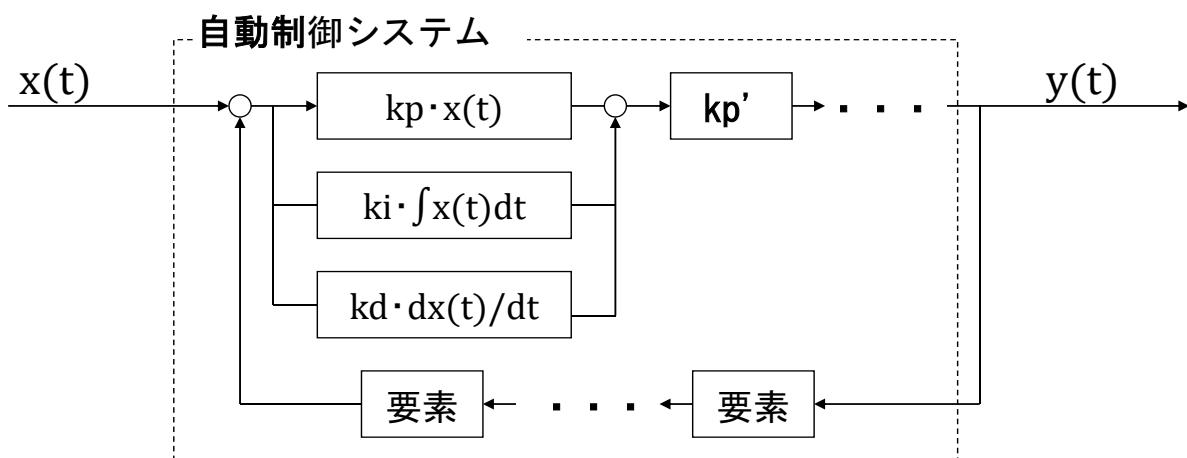 自動制御システム
x(t)
y(t)
kp・x(t)
kp'
・・・
ki・∫x(t)dt
kd・dx(t)/dt
要素
・・・
要素